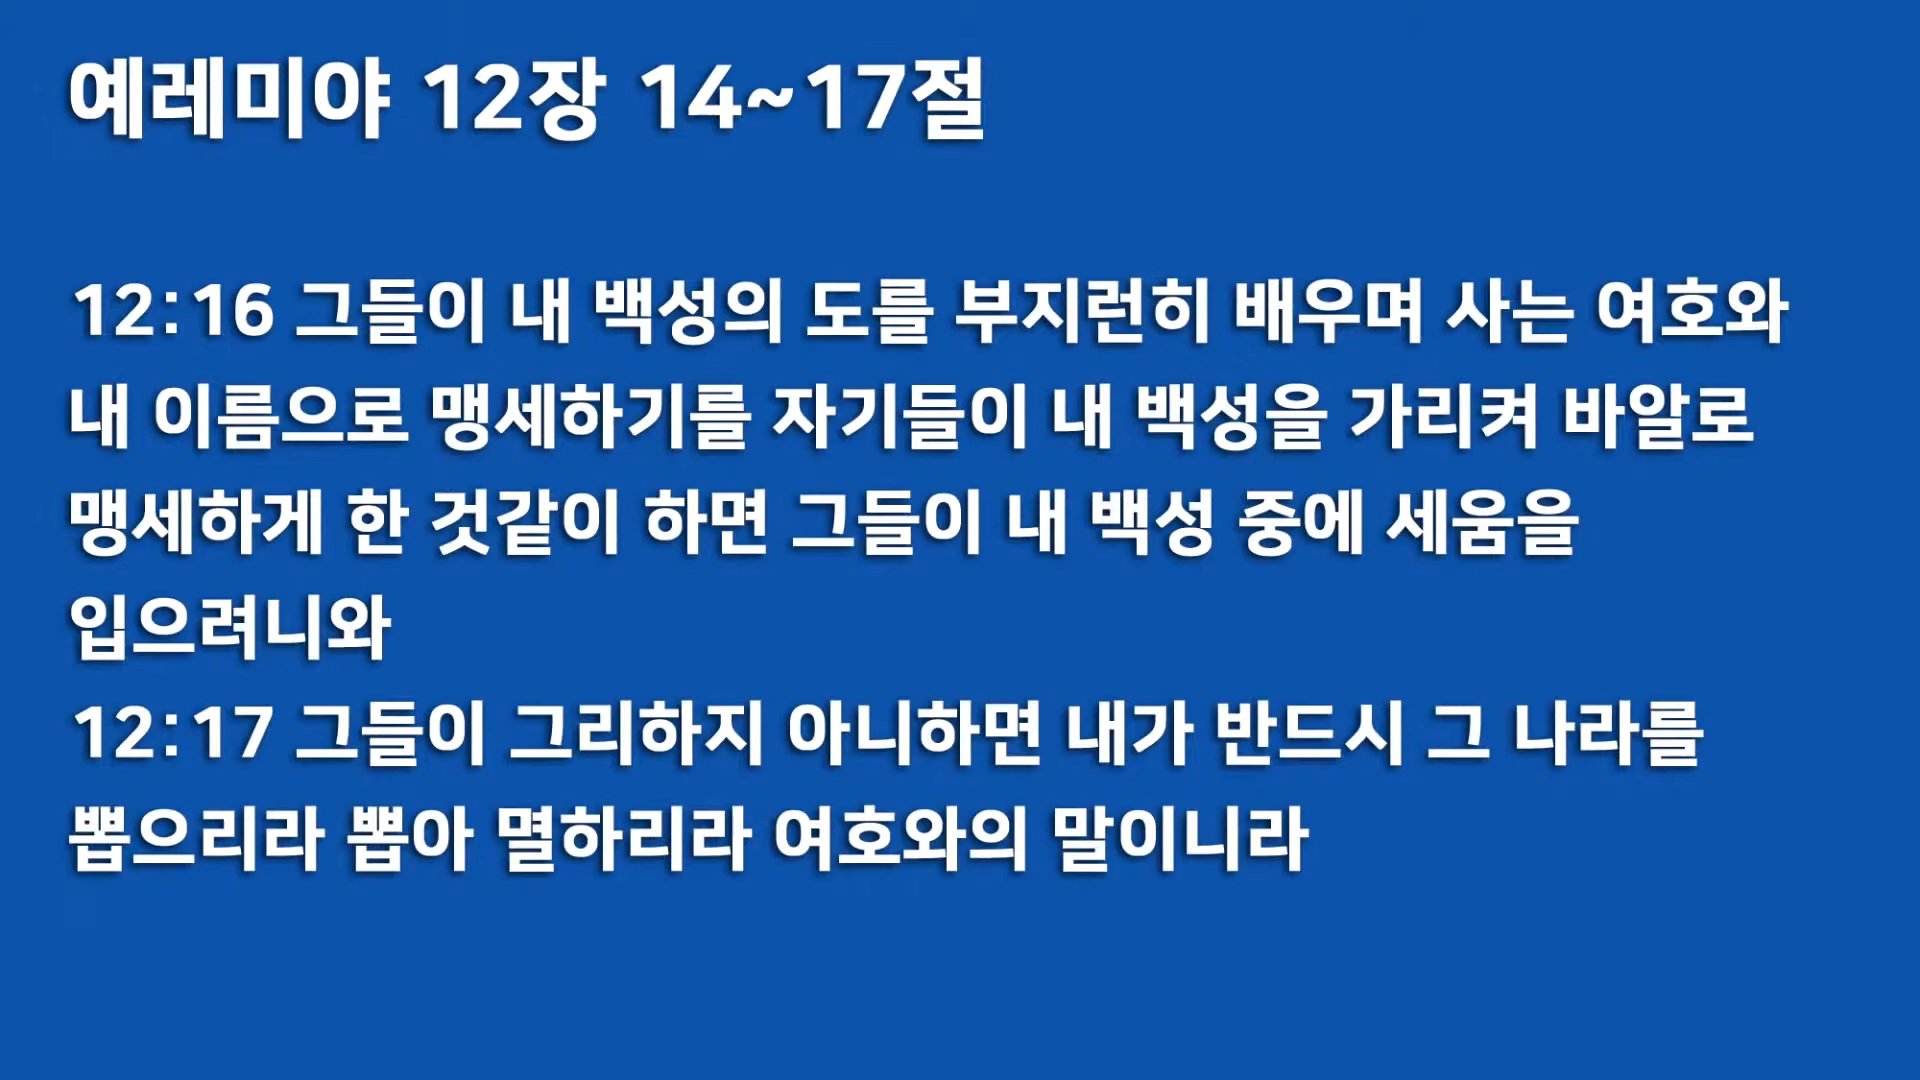 예레미야 12장 14~17절
12:16 그들이 내 백성의 도를 부지런히 배우며 사는 여호와
내 이름으로 맹세하기를 자기들이 내 백성을 가리켜 바알로
맹세하게 한 것같이 하면 그들이 내 백성 중에 세움을
입으려니와
12:17 그들이 그리하지 아니하면 내가 반드시 그 나라를
뽑으리라 뽑아 멸하리라 여호와의 말이니라